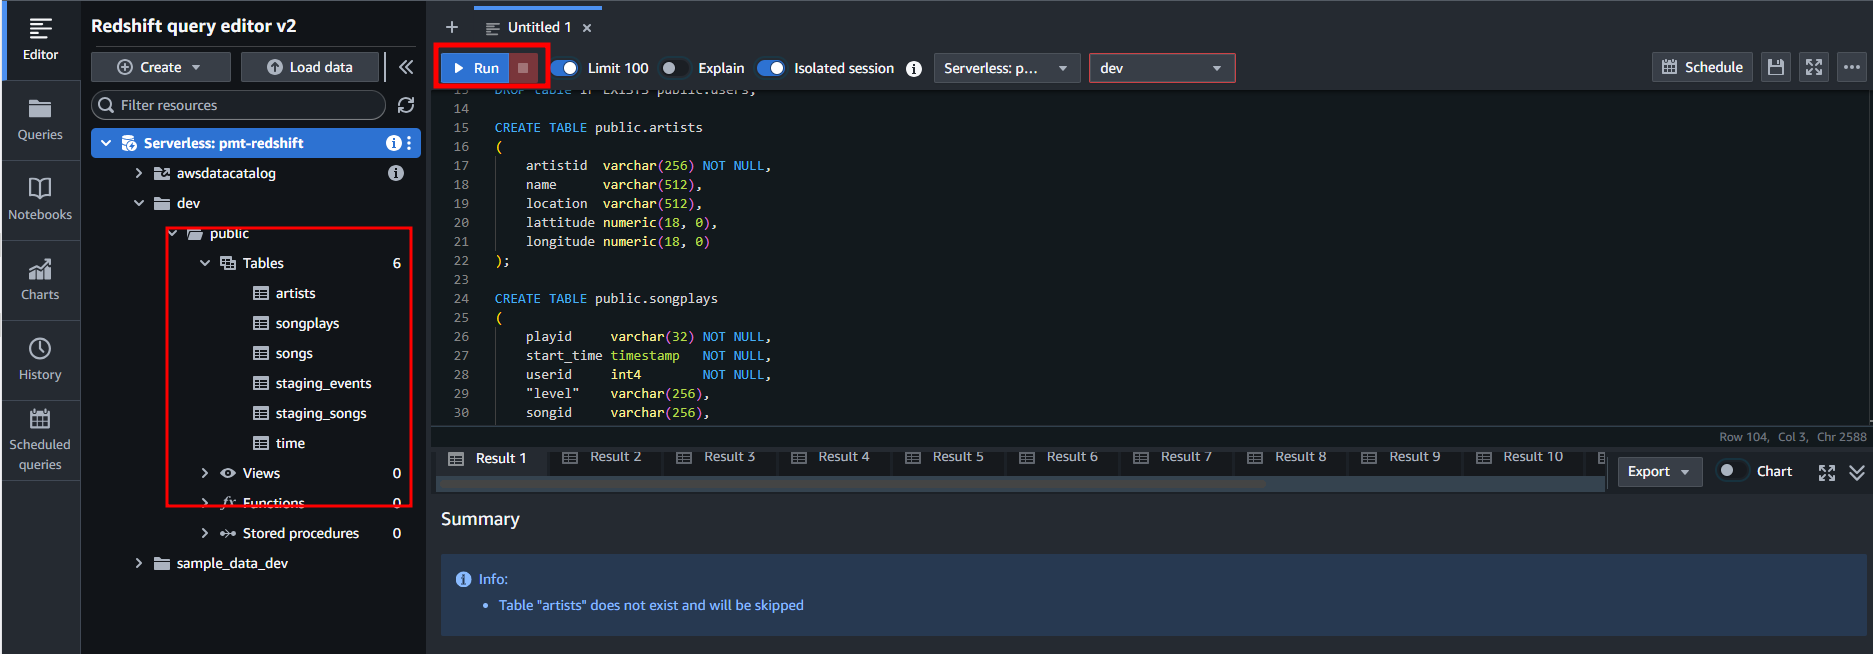 Editor
Queries
Notebooks
Charts
History
Scheduled
queries
Redshift query editor v2
Create
Load data
Filter resources
Serverless: pmt-redshift
awsdatacatalog
dev
public
Tables 6
artists
songplays
songs
staging_events
staging_songs
time
Views 0
fx Functions 0
Stored procedures 0
sample_data_dev
Untitled 1
Run Limit 100 Explain Isolated session Serverless: p... dev Schedule
13 DROP table IF EXISTS public.users;
14
15 CREATE TABLE public.artists
16 (
17 artistid varchar(256) NOT NULL,
18 name varchar(512),
19 location varchar(512),
20 lattitude numeric(18, 0),
21 longitude numeric(18, 0)
22 );
23
24 CREATE TABLE public.songplays
25 (
26 playid varchar(32) NOT NULL,
27 start_time timestamp NOT NULL,
28 userid int4 NOT NULL,
29 "level" varchar(256),
30 songid varchar(256),
Row 104, Col 3, Chr 2588
Result 1 Result 2 Result 3 Result 4 Result 5 Result 6 Result 7 Result 8 Result 9 Result 10
Export Chart
Summary
Info:
• Table "artists" does not exist and will be skipped